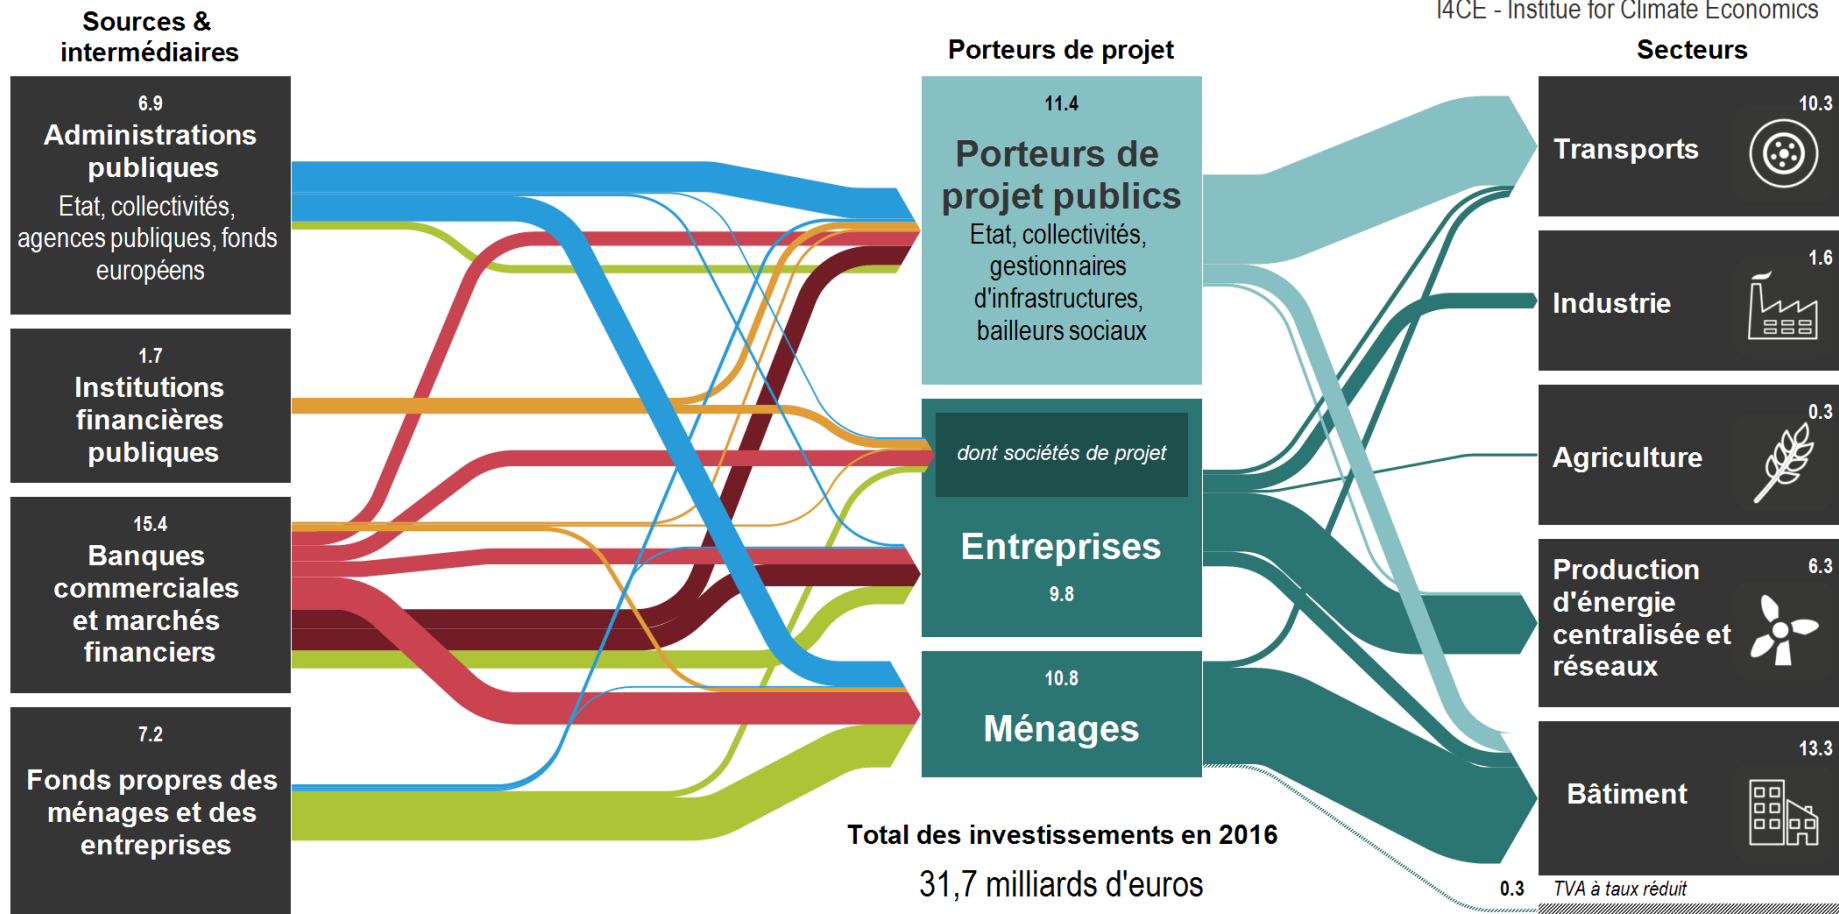 I4CE - Institue for Climate Economics
Sources &
intermédiaires
Porteurs de projet
Secteurs
6.9
Administrations
publiques
Etat, collectivités,
agences publiques, fonds
européens
1.7
Institutions
financières
publiques
15.4
Banques
commerciales
et marchés
financiers
7.2
Fonds propres des
ménages et des
entreprises
11.4
Porteurs de
projet publics
Etat, collectivités,
gestionnaires
d'infrastructures,
bailleurs sociaux
dont sociétés de projet
Entreprises
9.8
10.8
Ménages
Total des investissements en 2016
31,7 milliards d'euros
10.3
Transports
1.6
Industrie
0.3
Agriculture
6.3
Production
d'énergie
centralisée et
réseaux
13.3
Bâtiment
0.3 TVA à taux réduit